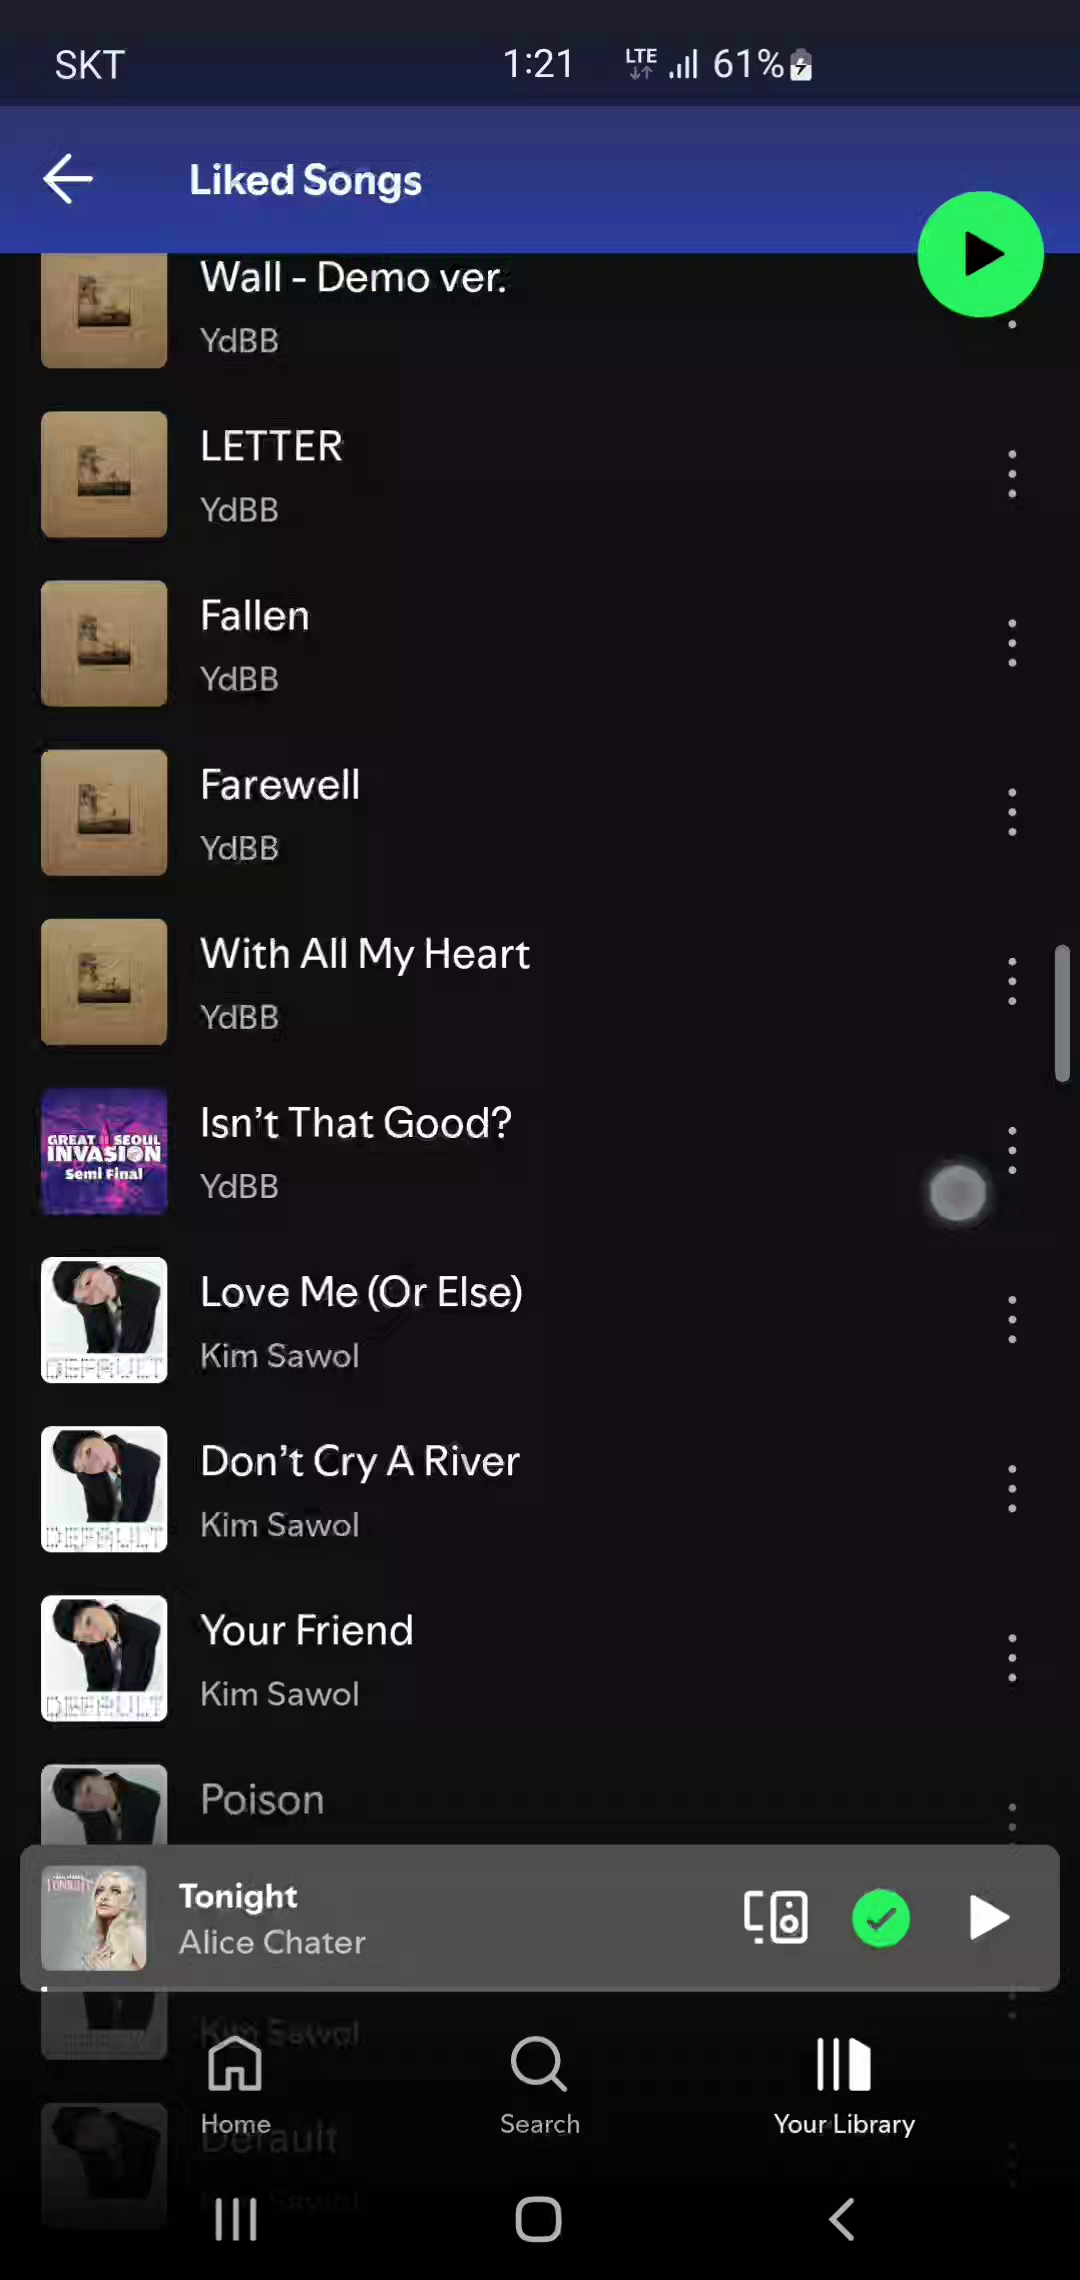 SKT
1:21
LTE
61%
Liked Songs
Wall - Demo ver.
YdBB
LETTER
YdBB
Fallen
YdBB
Farewell
YdBB
With All My Heart
YdBB
GREAT SEOUL
INVASION
Semi Final
Isn't That Good?
YdBB
Love Me (Or Else)
Kim Sawol
DEFAULT
Don't Cry A River
Kim Sawol
DEFAULT
Your Friend
Kim Sawol
DEFAULT
Poison
TONIGHT
Tonight
Alice Chater
Kim Sawol
Home
Search
Your Library
Default
Kim Sawol